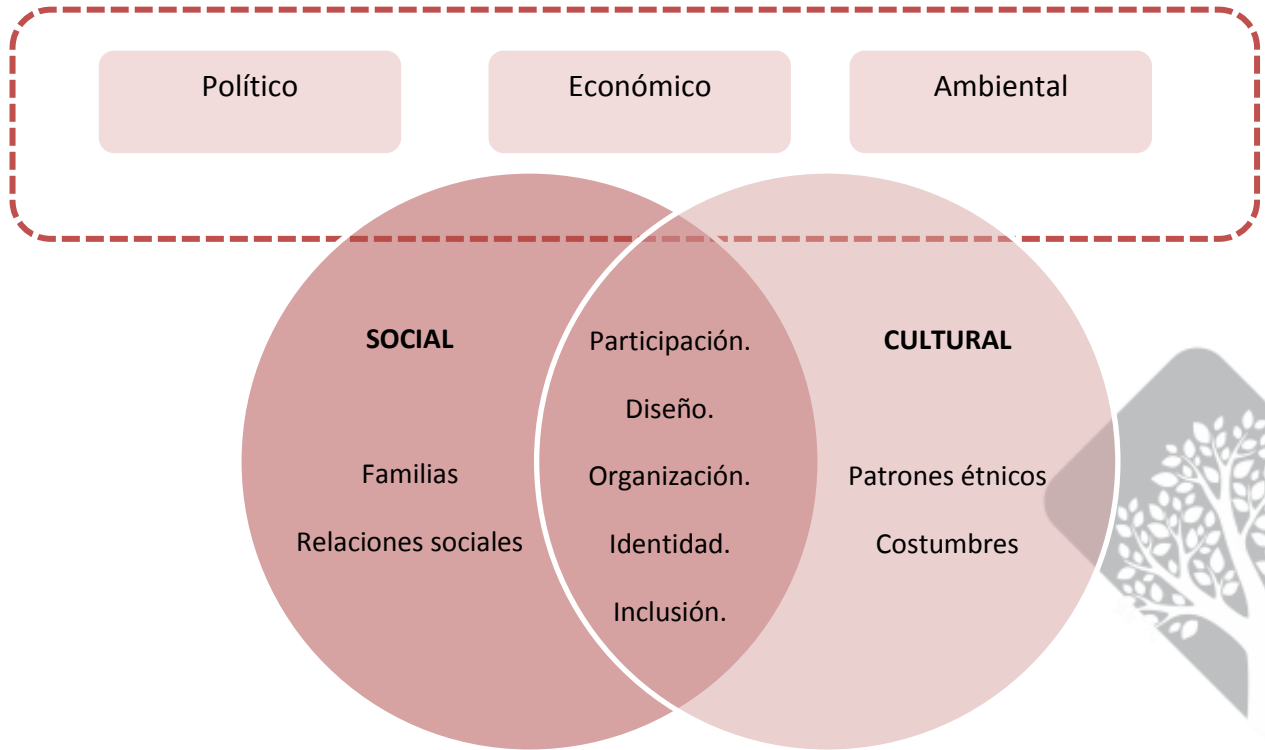 Político
Económico
Ambiental
SOCIAL
Familias
Relaciones sociales
Participación.
Diseño.
Organización.
Identidad.
Inclusión.
CULTURAL
Patrones étnicos
Costumbres